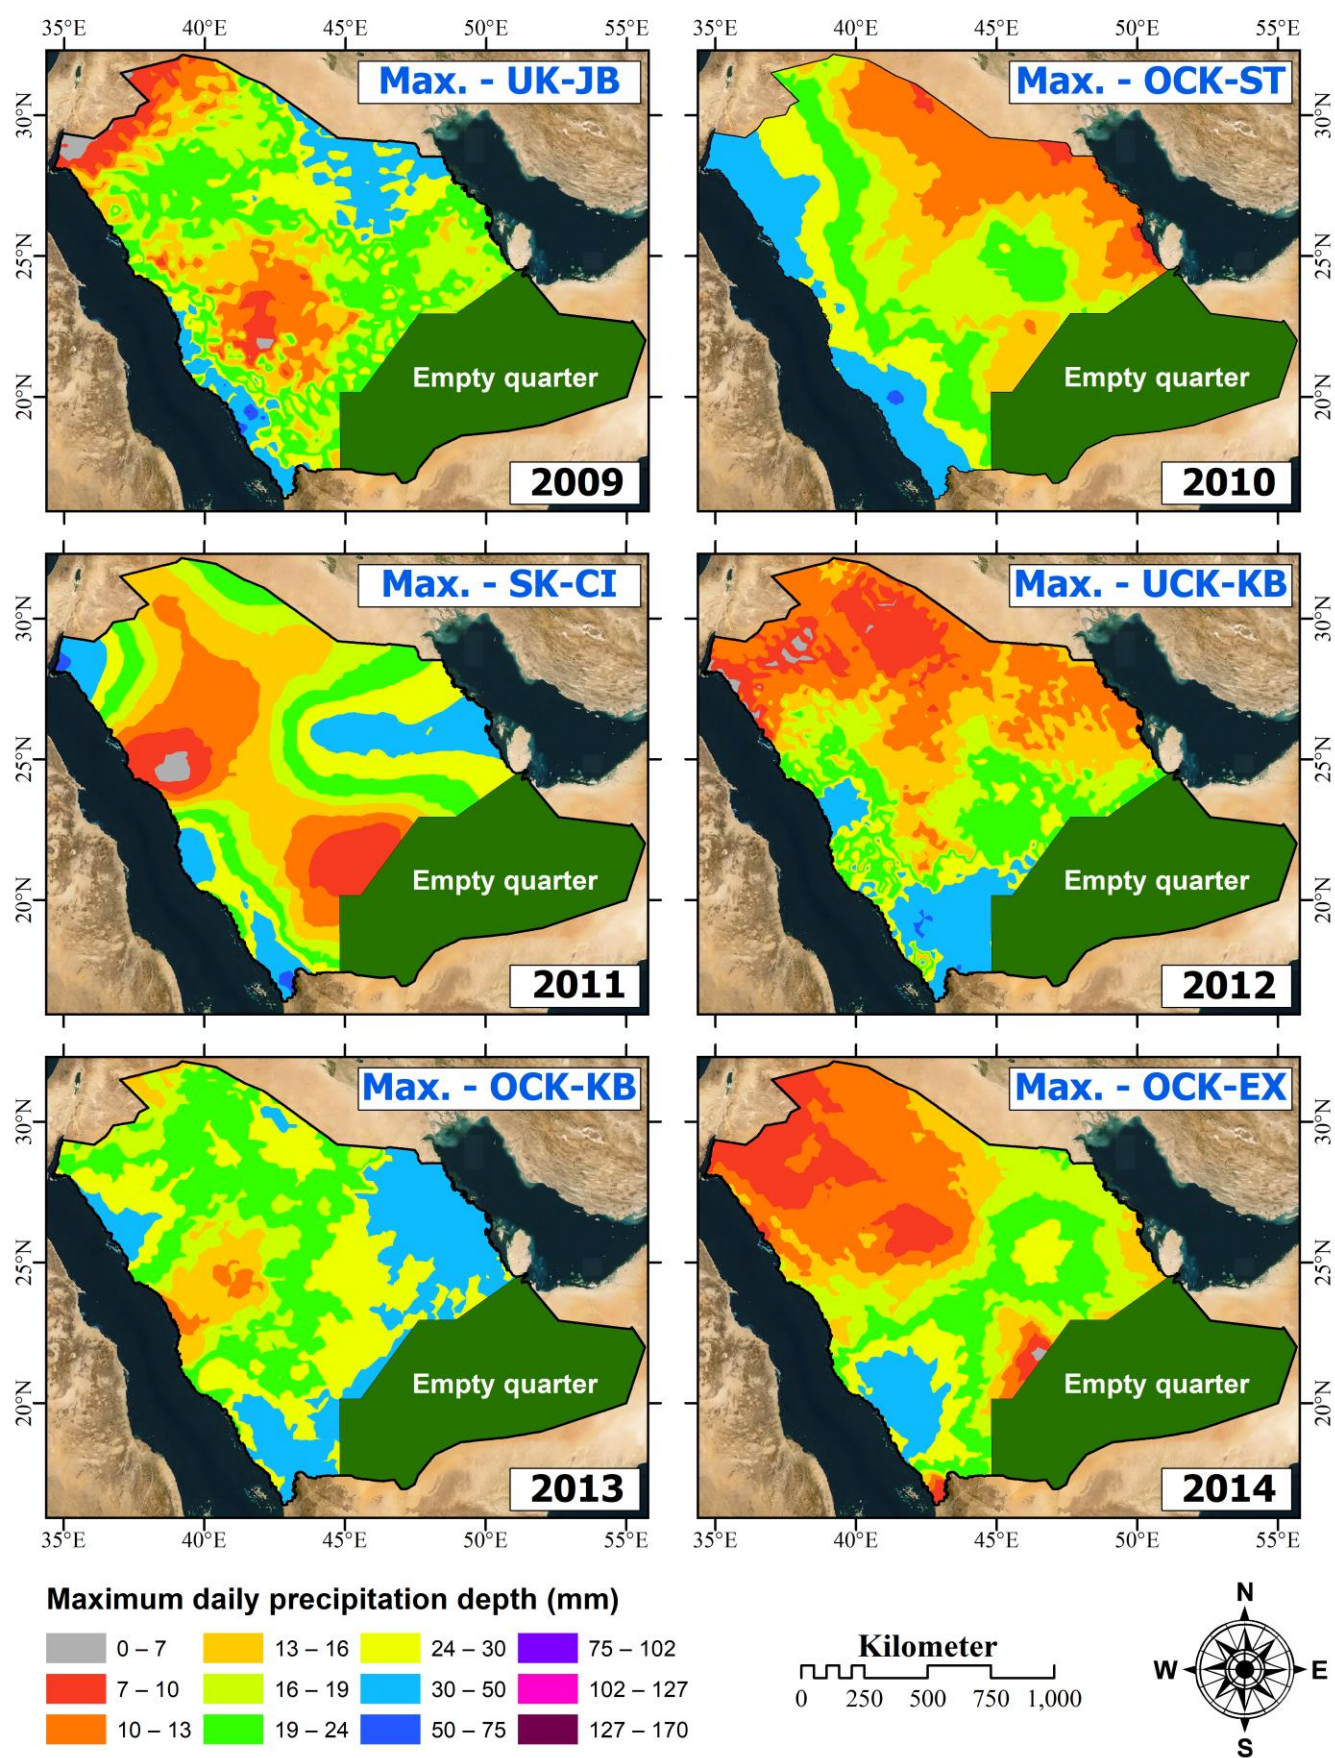 35°E 40°E 45°E 50°E 55°E 35°E 40°E 45°E 50°E 55°E
Max. - UK-JB
30°N
25°N
20°N
Empty quarter
2009
Max. - OCK-ST
30°N
25°N
20°N
Empty quarter
2010
Max. - SK-CI
30°N
25°N
20°N
Empty quarter
2011
Max. - UCK-KB
30°N
25°N
20°N
Empty quarter
2012
Max. - OCK-KB
30°N
25°N
20°N
Empty quarter
2013
Max. - OCK-EX
30°N
25°N
20°N
Empty quarter
2014
35°E 40°E 45°E 50°E 55°E 35°E 40°E 45°E 50°E 55°E
Maximum daily precipitation depth (mm)
0 – 7 13 – 16 24 – 30 75 – 102
7 – 10 16 – 19 30 – 50 102 – 127
10 – 13 19 – 24 50 – 75 127 – 170
Kilometer
0 250 500 750 1,000
N
W E
S